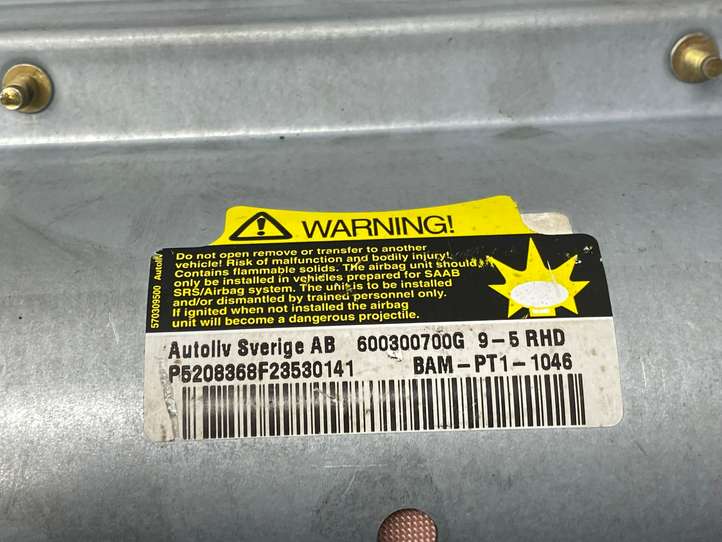 WARNING!
Do not open remove or transfer to another
vehicle! Risk of malfunction and bodily injury!
Contains flammable solids. The airbag unit should
only be installed in vehicles prepared for SAAB
SRS/Airbag system. The unit is to be installed
and/or dismantled by trained personnel only.
If ignited when not installed the airbag
unit will become a dangerous projectile.
570309500 Autoliv
Autoliv Sverige AB 600300700G 9-5 RHD
P5208368F23530141 BAM-PT1-1046